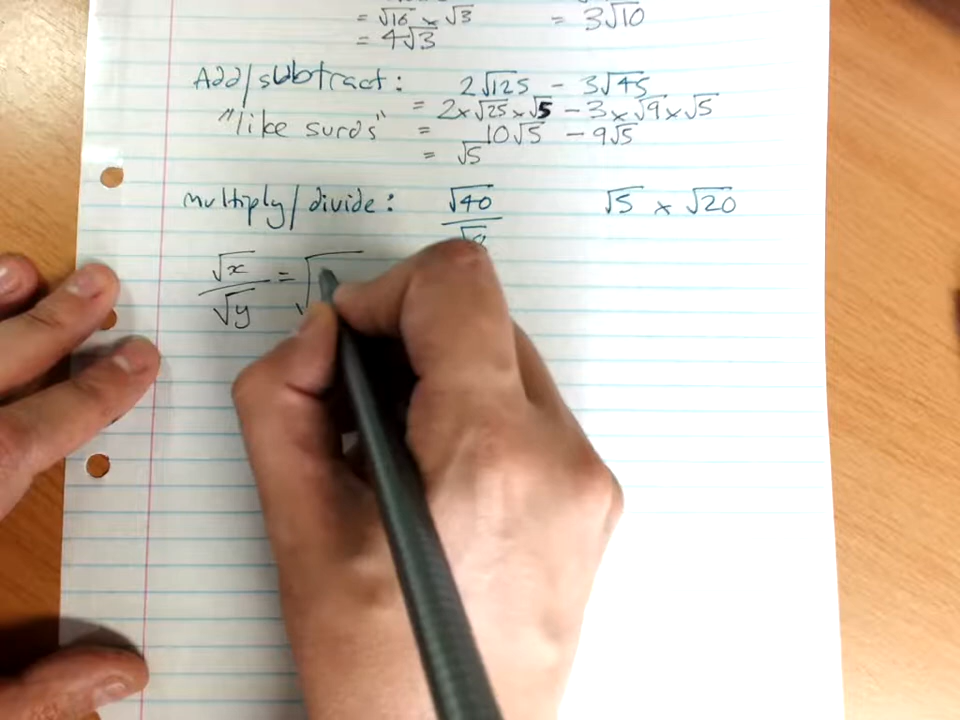 = √16 × √3 = 3√10
= 4√3
Add/subtract: 2√125 - 3√45
= 2×√25×√5 - 3×√9×√5
"like surds" = 10√5 - 9√5
= √5
multiply/divide: √40 / √ √5 × √20
√x / √y = √